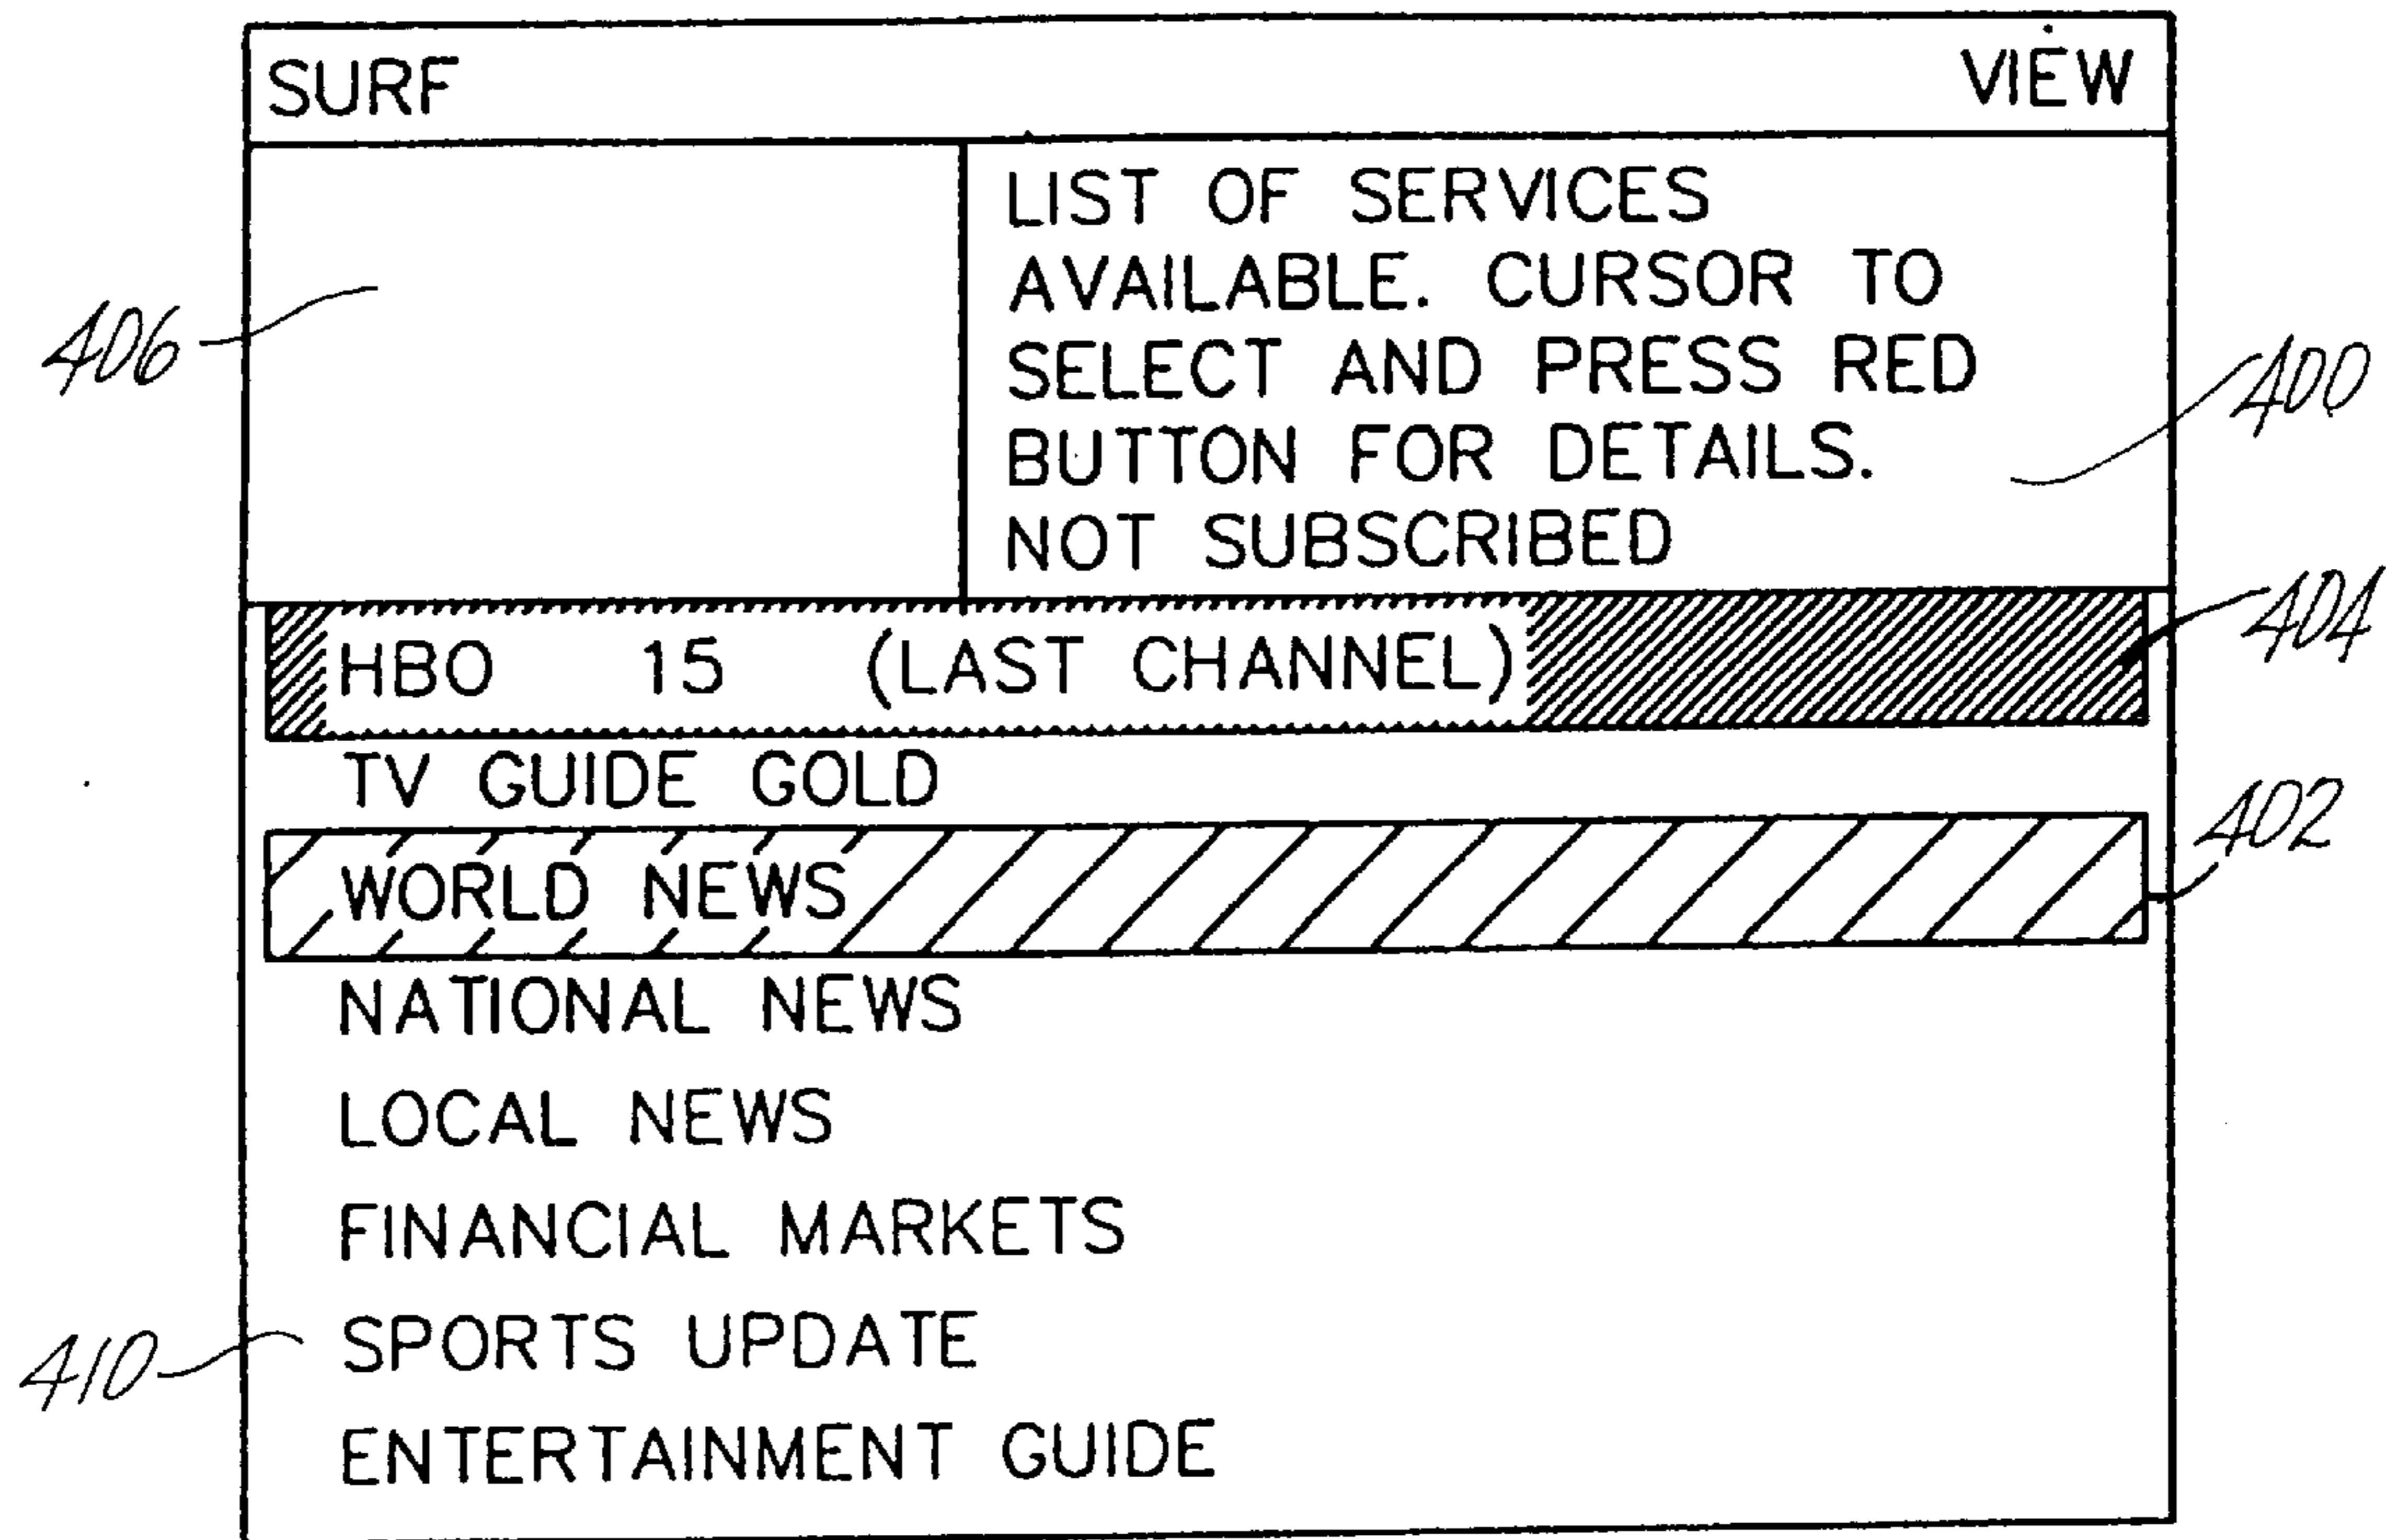 SURF VIEW
LIST OF SERVICES
AVAILABLE. CURSOR TO
SELECT AND PRESS RED
BUTTON FOR DETAILS.
NOT SUBSCRIBED
406
400
HBO 15 (LAST CHANNEL)
404
TV GUIDE GOLD
WORLD NEWS
402
NATIONAL NEWS
LOCAL NEWS
FINANCIAL MARKETS
410 SPORTS UPDATE
ENTERTAINMENT GUIDE